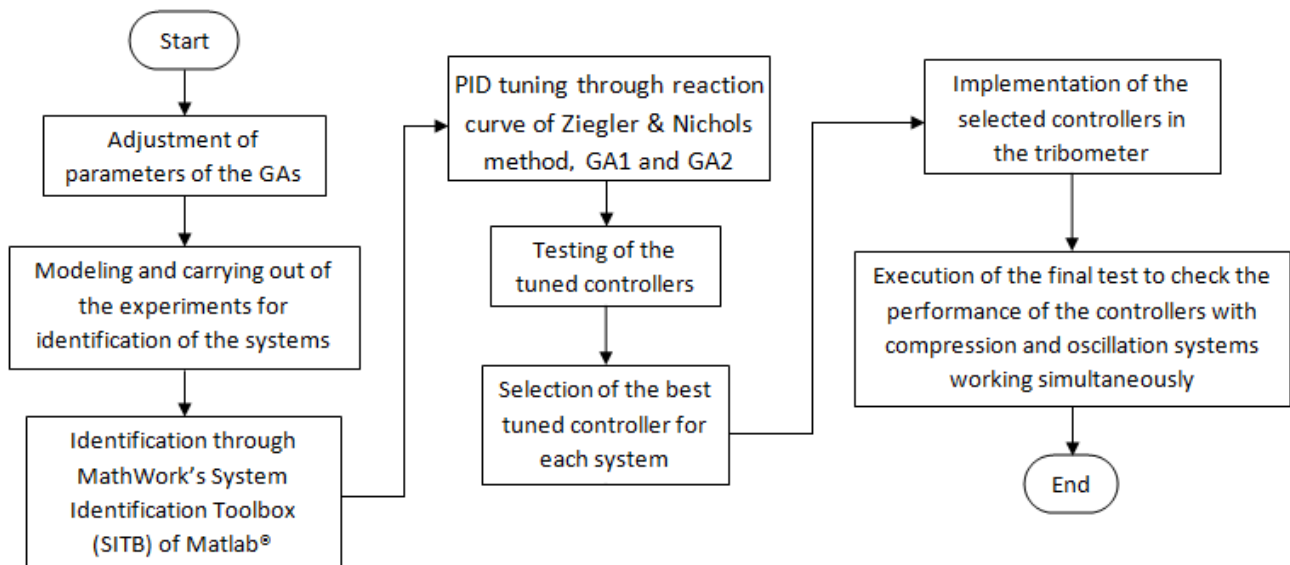 Start
Adjustment of
parameters of the GAs
Modeling and carrying out of
the experiments for
identification of the systems
Identification through
MathWork's System
Identification Toolbox
(SITB) of Matlab®
PID tuning through reaction
curve of Ziegler & Nichols
method, GA1 and GA2
Testing of the
tuned controllers
Selection of the best
tuned controller for
each system
Implementation of the
selected controllers in
the tribometer
Execution of the final test to check the
performance of the controllers with
compression and oscillation systems
working simultaneously
End